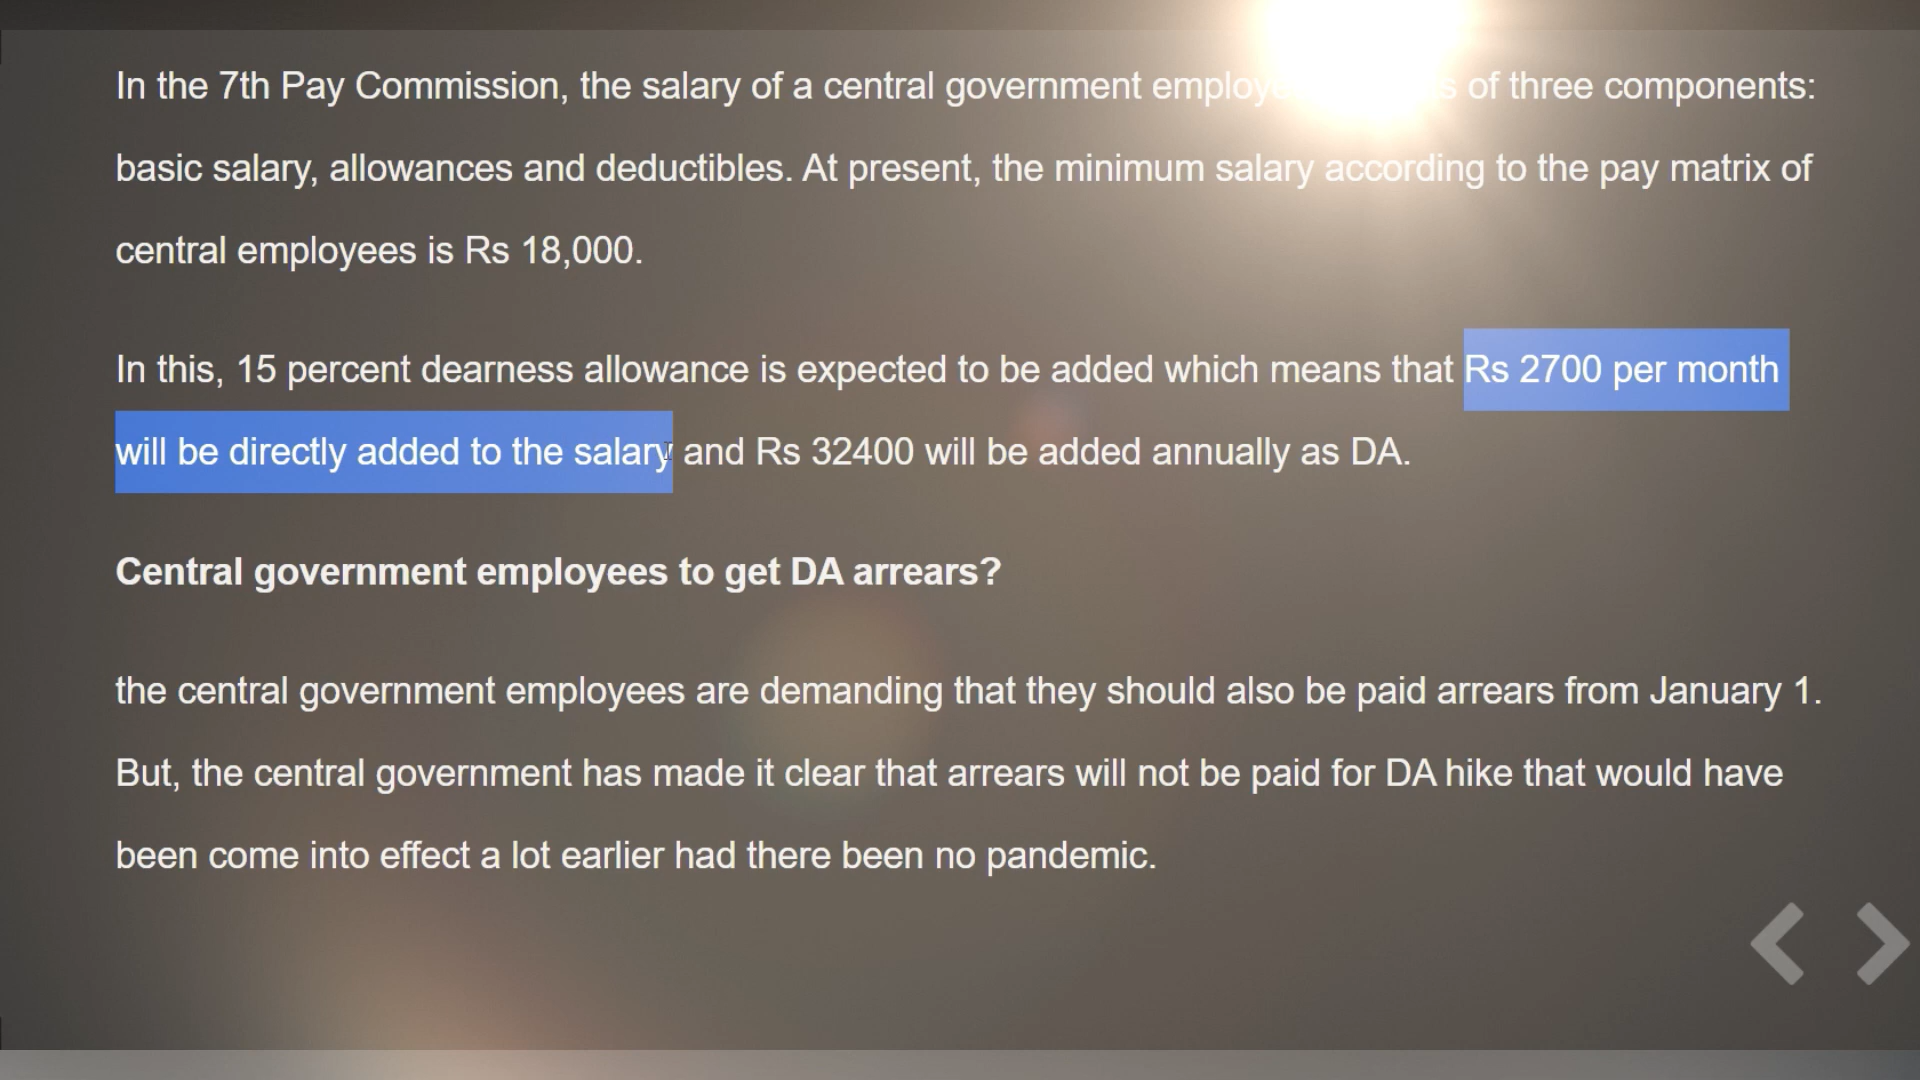 In the 7th Pay Commission, the salary of a central government of three components:
basic salary, allowances and deductibles. At present, the minimum salary according to the pay matrix of
central employees is Rs 18,000.
In this, 15 percent dearness allowance is expected to be added which means that Rs 2700 per month
will be directly added to the salary and Rs 32400 will be added annually as DA.
Central government employees to get DA arrears?
the central government employees are demanding that they should also be paid arrears from January 1.
But, the central government has made it clear that arrears will not be paid for DA hike that would have
been come into effect a lot earlier had there been no pandemic.